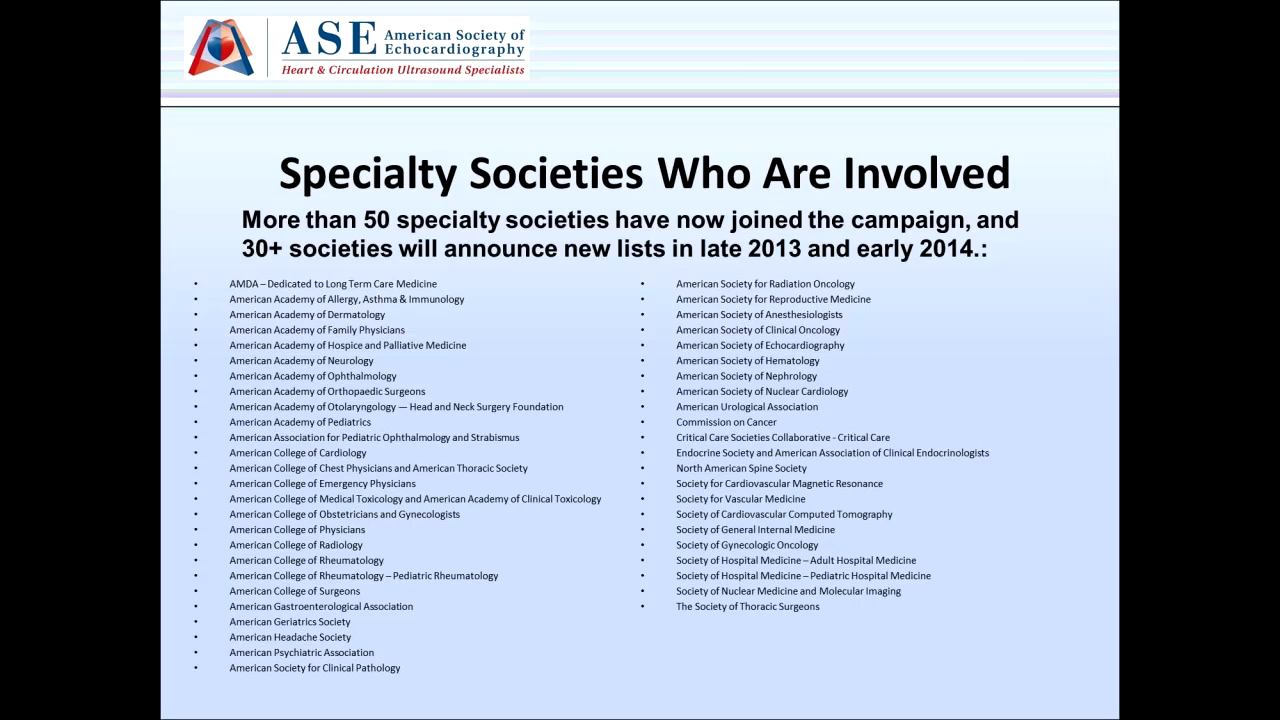 ASE American Society of
Echocardiography
Heart & Circulation Ultrasound Specialists
Specialty Societies Who Are Involved
More than 50 specialty societies have now joined the campaign, and
30+ societies will announce new lists in late 2013 and early 2014.:
• AMDA – Dedicated to Long Term Care Medicine
• American Academy of Allergy, Asthma & Immunology
• American Academy of Dermatology
• American Academy of Family Physicians
• American Academy of Hospice and Palliative Medicine
• American Academy of Neurology
• American Academy of Ophthalmology
• American Academy of Orthopaedic Surgeons
• American Academy of Otolaryngology — Head and Neck Surgery Foundation
• American Academy of Pediatrics
• American Association for Pediatric Ophthalmology and Strabismus
• American College of Cardiology
• American College of Chest Physicians and American Thoracic Society
• American College of Emergency Physicians
• American College of Medical Toxicology and American Academy of Clinical Toxicology
• American College of Obstetricians and Gynecologists
• American College of Physicians
• American College of Radiology
• American College of Rheumatology
• American College of Rheumatology – Pediatric Rheumatology
• American College of Surgeons
• American Gastroenterological Association
• American Geriatrics Society
• American Headache Society
• American Psychiatric Association
• American Society for Clinical Pathology
• American Society for Radiation Oncology
• American Society for Reproductive Medicine
• American Society of Anesthesiologists
• American Society of Clinical Oncology
• American Society of Echocardiography
• American Society of Hematology
• American Society of Nephrology
• American Society of Nuclear Cardiology
• American Urological Association
• Commission on Cancer
• Critical Care Societies Collaborative - Critical Care
• Endocrine Society and American Association of Clinical Endocrinologists
• North American Spine Society
• Society for Cardiovascular Magnetic Resonance
• Society for Vascular Medicine
• Society of Cardiovascular Computed Tomography
• Society of General Internal Medicine
• Society of Gynecologic Oncology
• Society of Hospital Medicine – Adult Hospital Medicine
• Society of Hospital Medicine – Pediatric Hospital Medicine
• Society of Nuclear Medicine and Molecular Imaging
• The Society of Thoracic Surgeons